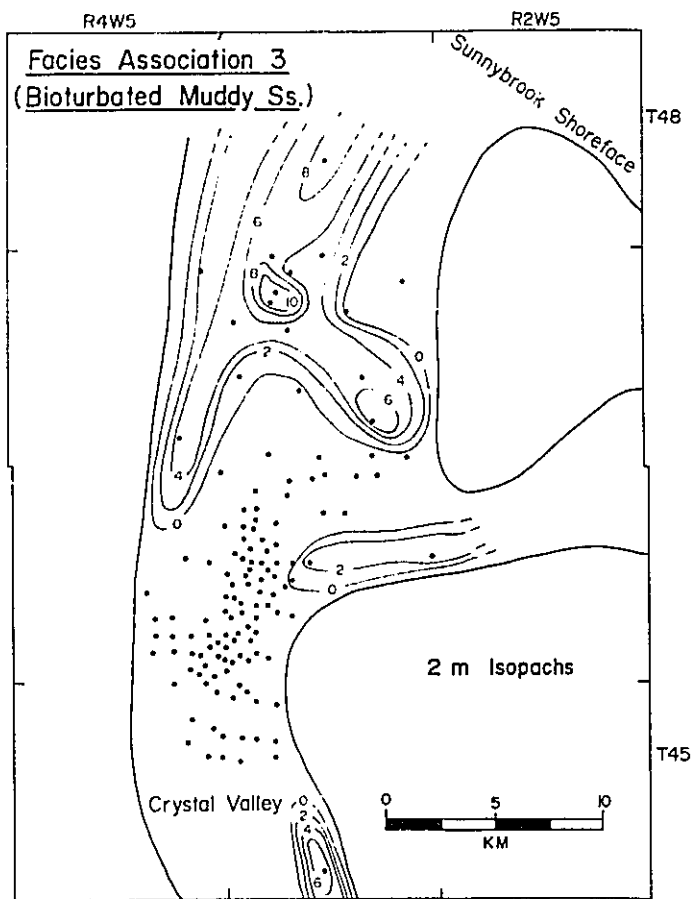 R4W5
R2W5
Facies Association 3
(Bioturbated Muddy Ss.)
Sunnybrook
Shoreface
T48
8
6
2
8
10
0
2
4
6
4
0
2
0
2 m Isopachs
T45
Crystal Valley
0
2
4
6
0 5 10
KM